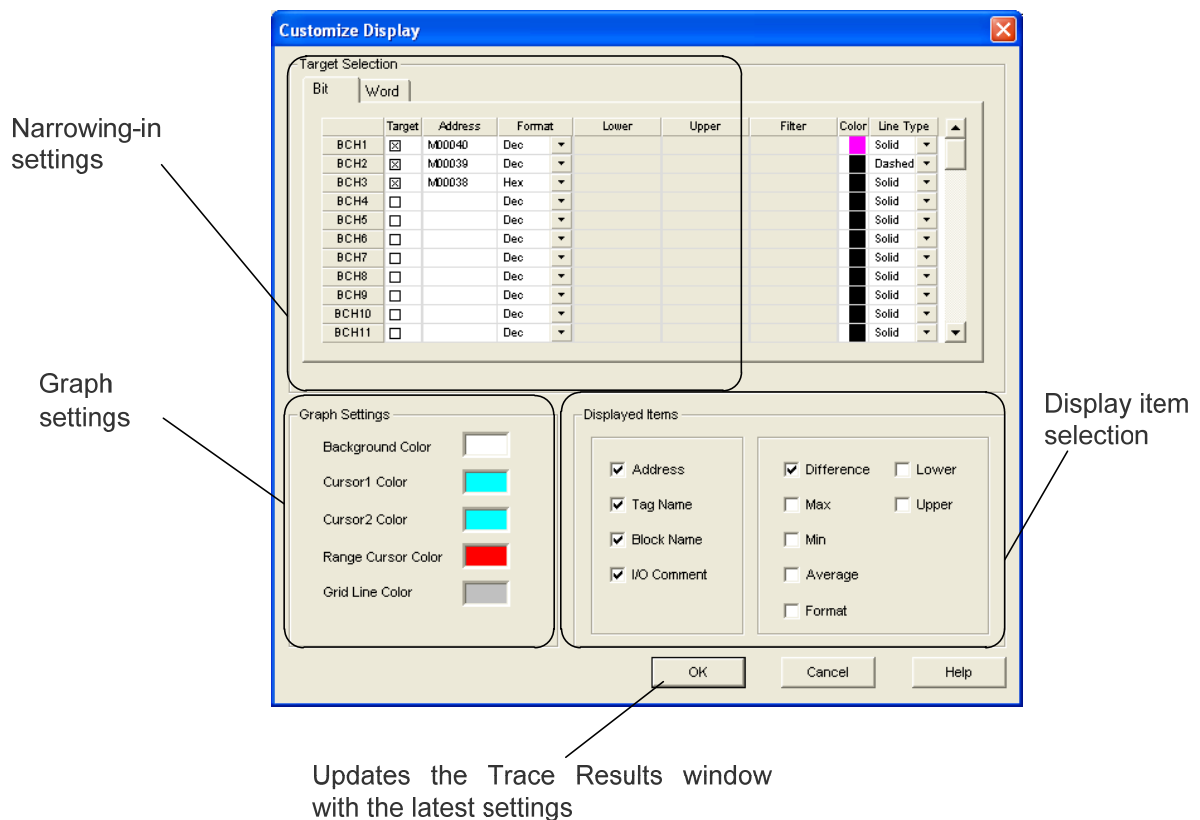 Customize Display
Target Selection
Bit Word
Target Address Format Lower Upper Filter Color Line Type
BCH1 M00040 Dec Solid
BCH2 M00039 Dec Dashed
BCH3 M00038 Hex Solid
BCH4 Dec Solid
BCH5 Dec Solid
BCH6 Dec Solid
BCH7 Dec Solid
BCH8 Dec Solid
BCH9 Dec Solid
BCH10 Dec Solid
BCH11 Dec Solid
Narrowing-in
settings
Graph
settings
Graph Settings
Background Color
Cursor1 Color
Cursor2 Color
Range Cursor Color
Grid Line Color
Displayed Items
Address
Tag Name
Block Name
I/O Comment
Difference Lower
Max Upper
Min
Average
Format
Display item
selection
OK Cancel Help
Updates the Trace Results window
with the latest settings